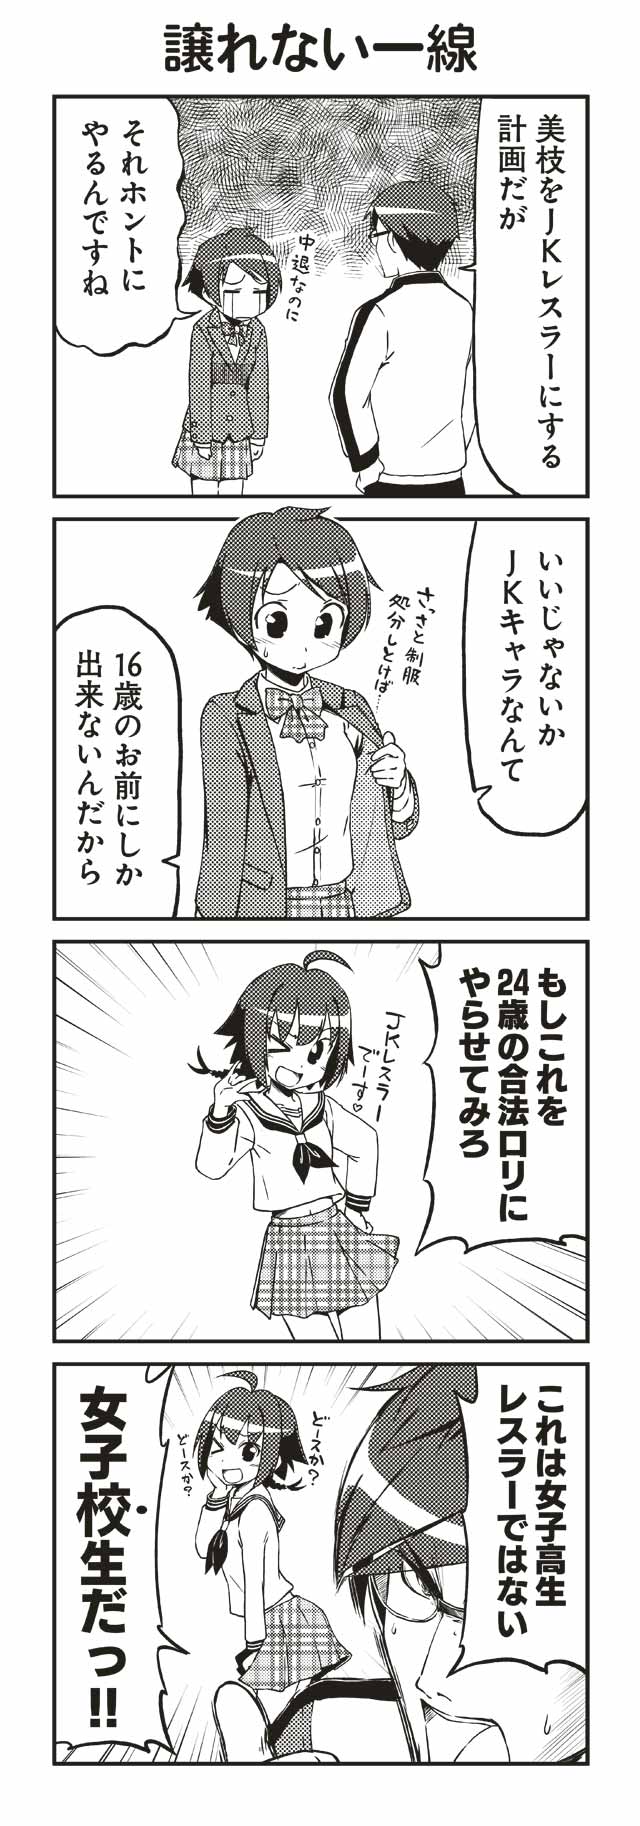 譲れない一線
美枝をJKレスラーにする
計画だが
それホントに
やるんですね
中退なのに
いいじゃないか
JKキャラなんて
さっさと制服
処分しとけば…
16歳のお前にしか
出来ないんだから
もしこれを
24歳の合法ロリに
やらせてみろ
JKレスラー
でーす♡
これは女子高生
レスラーではない
どースか?
どースか?
女子校生だっ!!